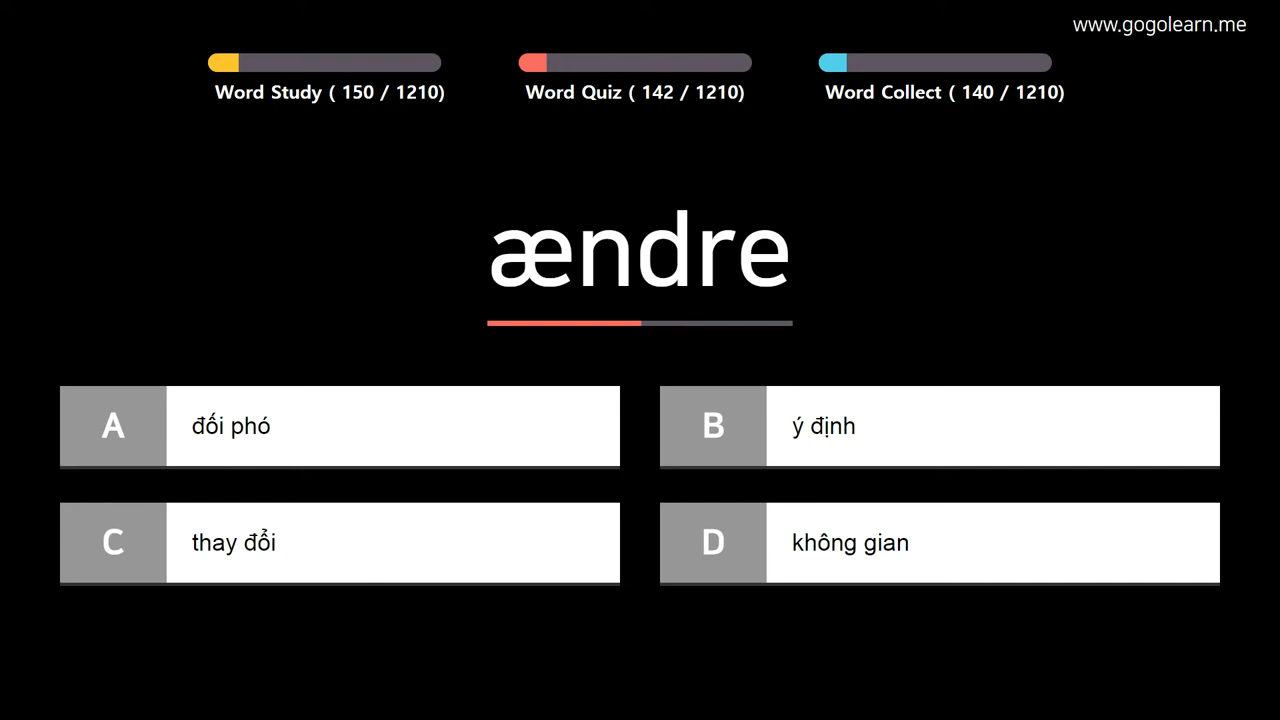 www.gogolearn.me
Word Study ( 150 / 1210)
Word Quiz ( 142 / 1210)
Word Collect ( 140 / 1210)
ændre
A đối phó
B ý định
C thay đổi
D không gian